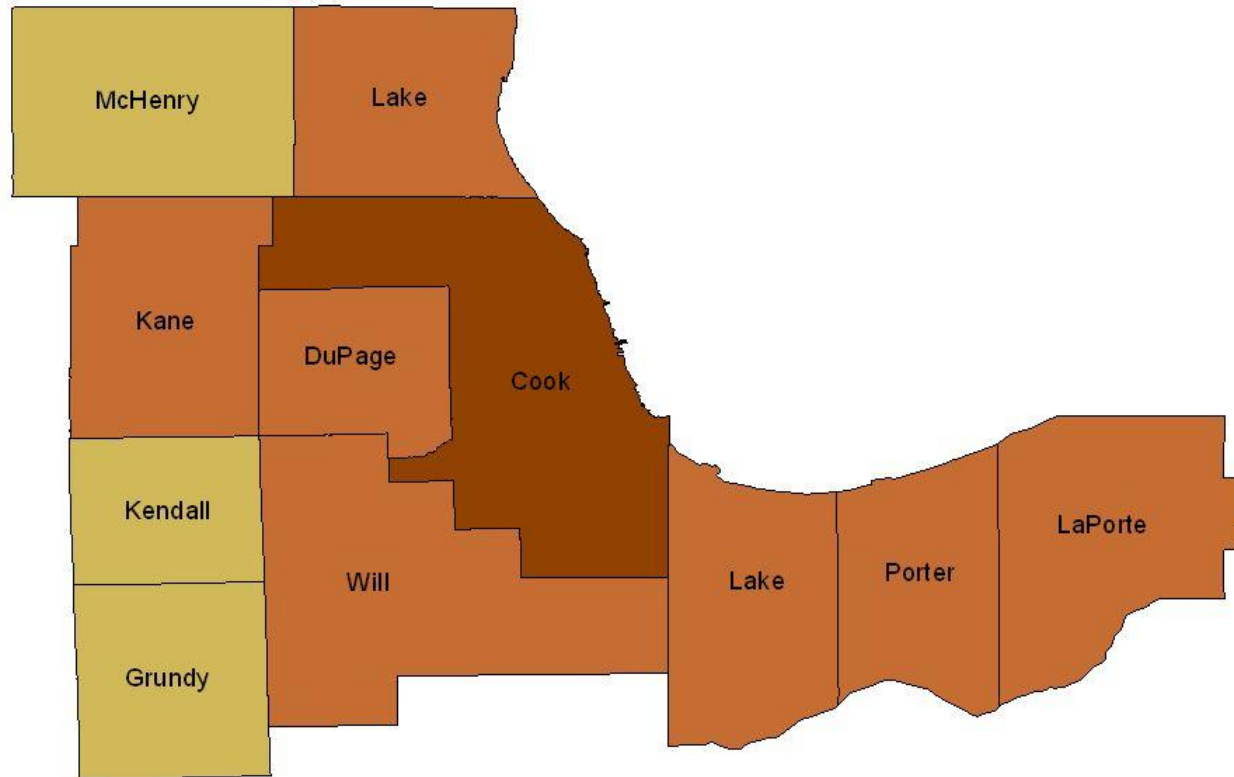 McHenry
Lake
Kane
DuPage
Cook
Kendall
LaPorte
Will
Lake
Porter
Grundy